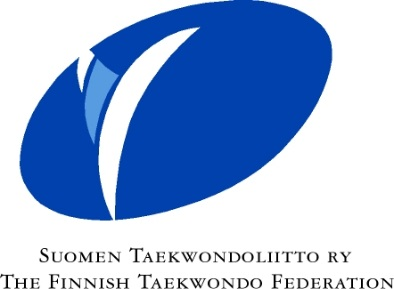 SUOMEN TAEKWONDOLIITTO RY
THE FINNISH TAEKWONDO FEDERATION